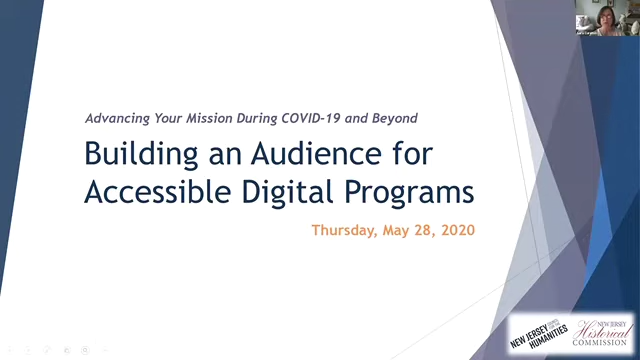 Advancing Your Mission During COVID-19 and Beyond
Building an Audience for
Accessible Digital Programs
Thursday, May 28, 2020
NEW JERSEY
HUMANITIES
NEW JERSEY
Historical
COMMISSION